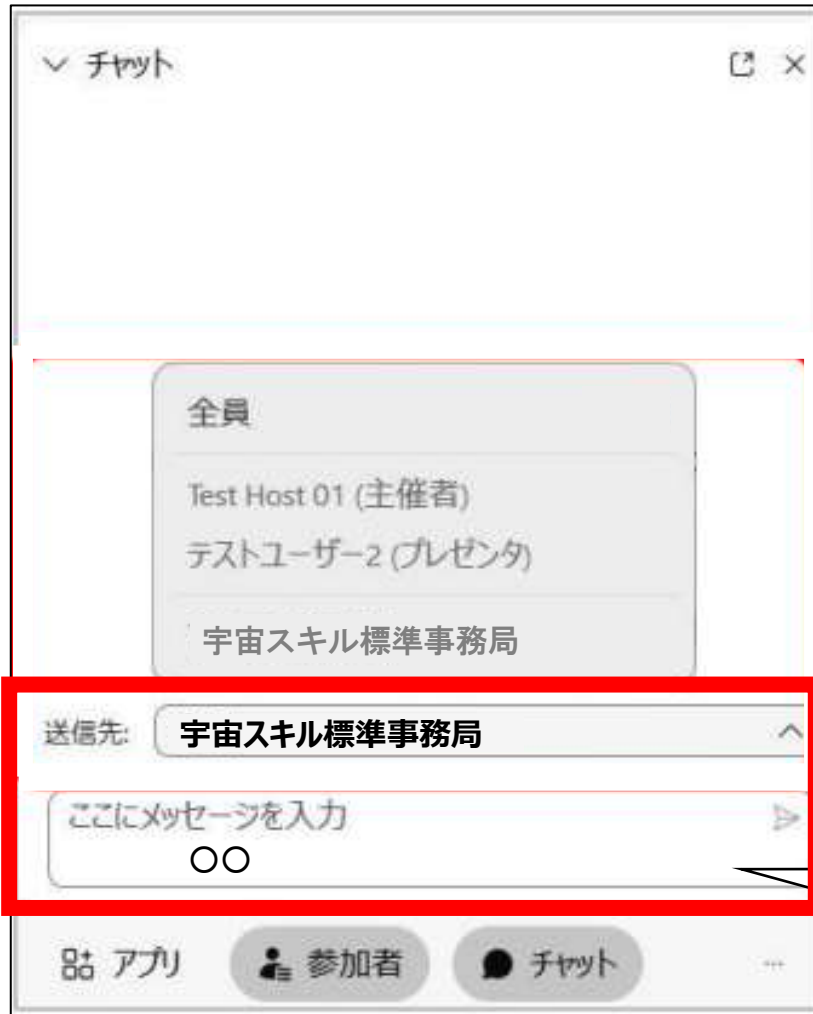 チャット
全員
Test Host 01 (主催者)
テストユーザー2 (プレゼンタ)
宇宙スキル標準事務局
送信先: 宇宙スキル標準事務局
ここにメッセージを入力
○○
アプリ 参加者 チャット ...